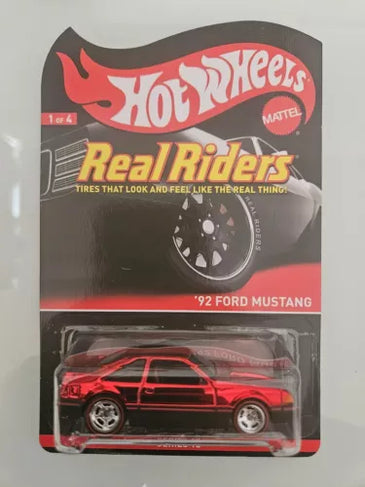 HOT WHEELS
MATTEL
1 OF 4
Real Riders
TIRES THAT LOOK AND FEEL LIKE THE REAL THING!
REAL RIDERS
'92 FORD MUSTANG